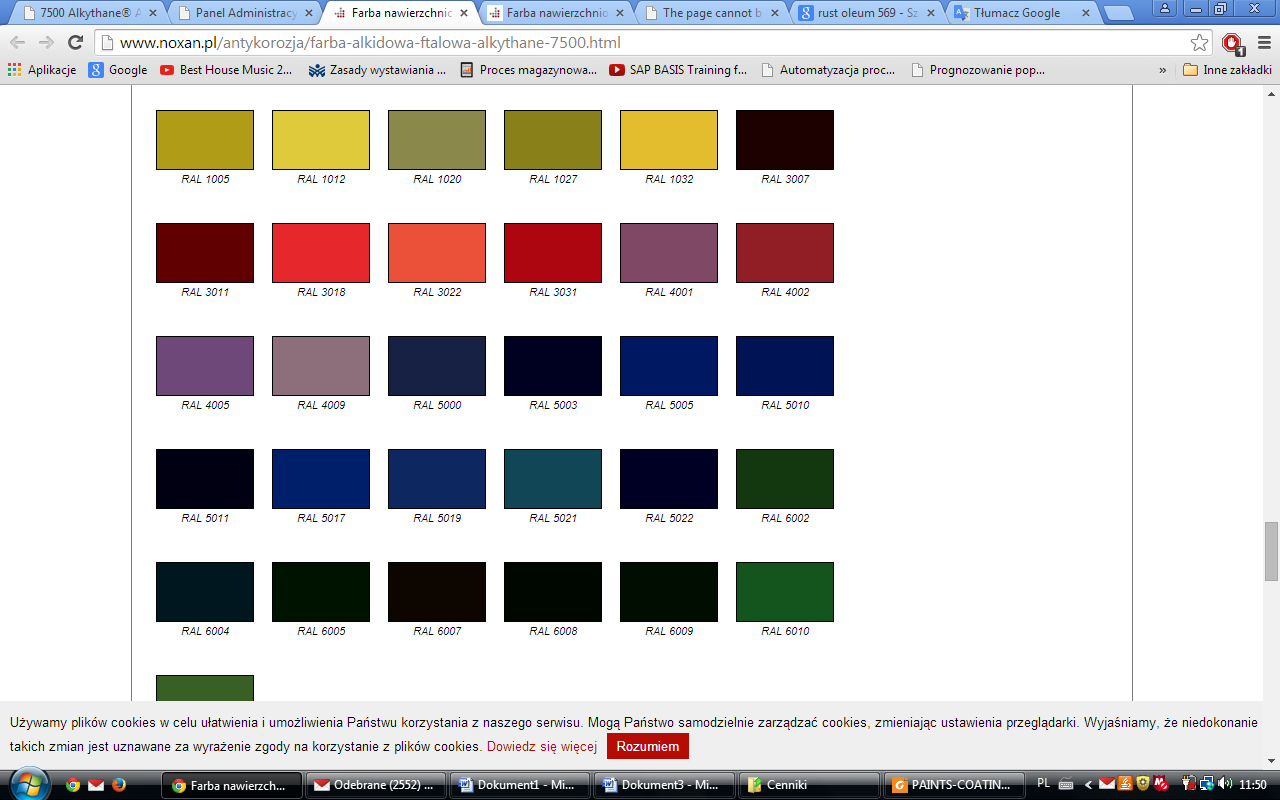 7500 Alkythane® A
Panel Administracy
Farba nawierzchnic
Farba nawierzchnio
The page cannot b
rust oleum 569 - Sz
Tłumacz Google
www.noxan.pl/antykorozja/farba-alkidowa-ftalowa-alkythane-7500.html
1
Aplikacje
Google
Best House Music 2...
Zasady wystawiania ...
Proces magazynowa...
SAP BASIS Training f...
Automatyzacja proc...
Prognozowanie pop...
»
Inne zakładki
RAL 1005 RAL 1012 RAL 1020 RAL 1027 RAL 1032 RAL 3007
RAL 3011 RAL 3018 RAL 3022 RAL 3031 RAL 4001 RAL 4002
RAL 4005 RAL 4009 RAL 5000 RAL 5003 RAL 5005 RAL 5010
RAL 5011 RAL 5017 RAL 5019 RAL 5021 RAL 5022 RAL 6002
RAL 6004 RAL 6005 RAL 6007 RAL 6008 RAL 6009 RAL 6010
Używamy plików cookies w celu ułatwienia i umożliwienia Państwu korzystania z naszego serwisu. Mogą Państwo samodzielnie zarządzać cookies, zmieniając ustawienia przeglądarki. Wyjaśniamy, że niedokonanie
takich zmian jest uznawane za wyrażenie zgody na korzystanie z plików cookies. Dowiedz się więcej Rozumiem
Farba nawierzch...
Odebrane (2552) ...
Dokument1 - Mi...
Dokument3 - Mi...
Cenniki
PAINTS-COATIN...
PL
11:50